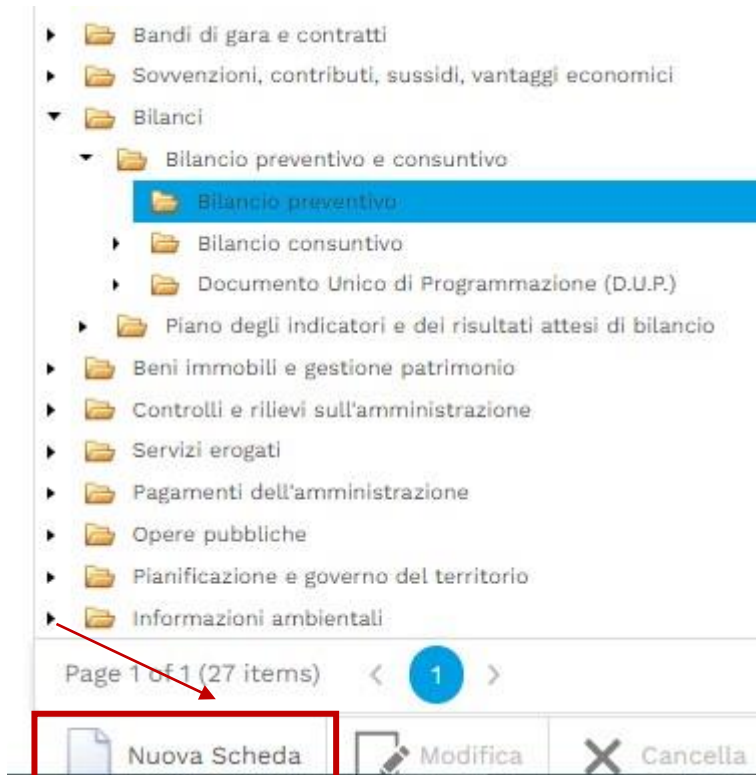 Bandi di gara e contratti
Sovvenzioni, contributi, sussidi, vantaggi economici
Bilanci
Bilancio preventivo e consuntivo
Bilancio preventivo
Bilancio consuntivo
Documento Unico di Programmazione (D.U.P.)
Piano degli indicatori e dei risultati attesi di bilancio
Beni immobili e gestione patrimonio
Controlli e rilievi sull'amministrazione
Servizi erogati
Pagamenti dell'amministrazione
Opere pubbliche
Pianificazione e governo del territorio
Informazioni ambientali
Page 1 of 1 (27 items) < 1 >
Nuova Scheda Modifica Cancella